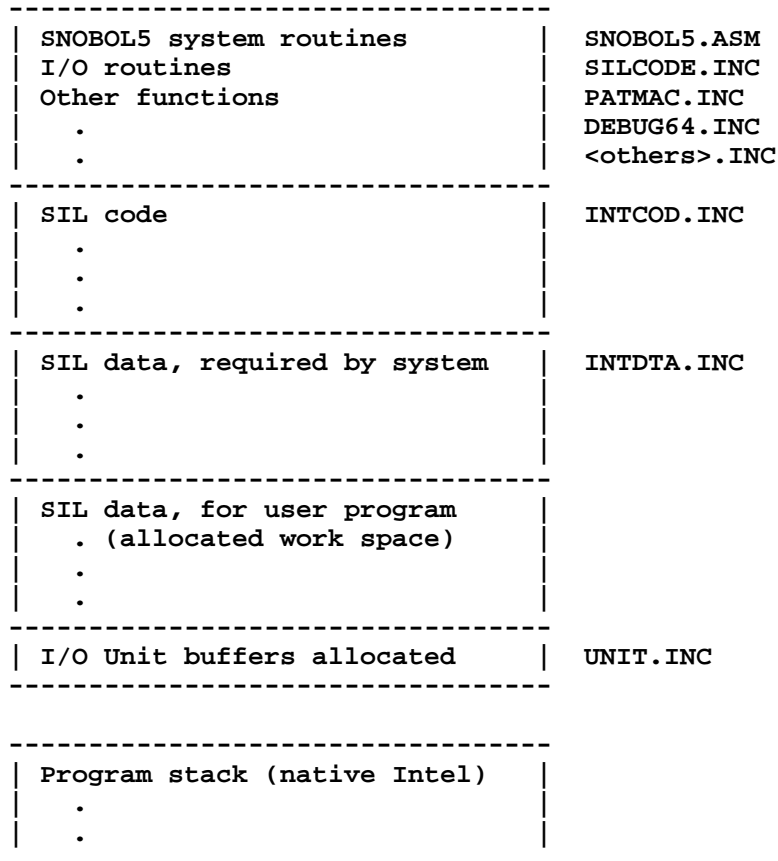 ----------------------------------
| SNOBOL5 system routines         |  SNOBOL5.ASM
| I/O routines                    |  SILCODE.INC
| Other functions                 |  PATMAC.INC
|   .                             |  DEBUG64.INC
|   .                             |  <others>.INC
----------------------------------
| SIL code                        |  INTCOD.INC
|   .                             |
|   .                             |
|   .                             |
----------------------------------
| SIL data, required by system    |  INTDTA.INC
|   .                             |
|   .                             |
|   .                             |
----------------------------------
| SIL data, for user program      |
|   . (allocated work space)      |
|   .                             |
|   .                             |
----------------------------------
| I/O Unit buffers allocated      |  UNIT.INC
----------------------------------

----------------------------------
| Program stack (native Intel)    |
|   .                             |
|   .                             |